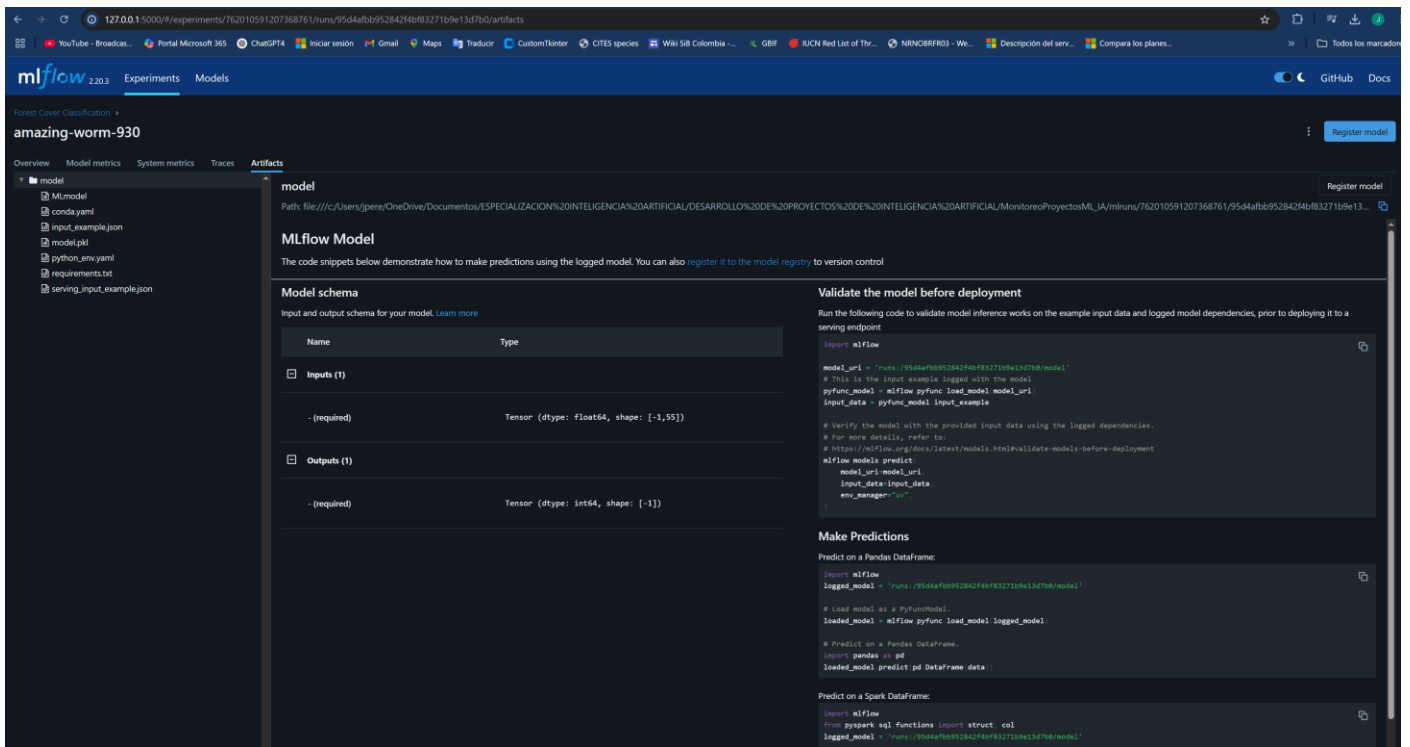 127.0.0.1:5000/#/experiments/762010591207368761/runs/95d4afbb952842f4bf83271b9e13d7b0/artifacts
YouTube - Broadcas... Portal Microsoft 365 ChatGPT4 Iniciar sesión Gmail Maps Traducir CustomTkinter CITES species Wiki SiB Colombia -... GBIF IUCN Red List of Thr... NRNOBRFR03 - We... Descripción del serv... Compara los planes... » Todos los marcadore
mlflow 2.20.3 Experiments Models GitHub Docs
Forest Cover Classification >
amazing-worm-930 Register model
Overview Model metrics System metrics Traces Artifacts
model
MLmodel
conda.yaml
input_example.json
model.pkl
python_env.yaml
requirements.txt
serving_input_example.json
model Register model
Path: file:///c:/Users/jpere/OneDrive/Documentos/ESPECIALIZACION%20INTELIGENCIA%20ARTIFICIAL/DESARROLLO%20DE%20PROYECTOS%20DE%20INTELIGENCIA%20ARTIFICIAL/MonitoreoProyectosML_IA/mlruns/762010591207368761/95d4afbb952842f4bf83271b9e13...
MLflow Model
The code snippets below demonstrate how to make predictions using the logged model. You can also register it to the model registry to version control
Model schema
Input and output schema for your model. Learn more
Name Type
Inputs (1)
- (required) Tensor (dtype: float64, shape: [-1,55])
Outputs (1)
- (required) Tensor (dtype: int64, shape: [-1])
Validate the model before deployment
Run the following code to validate model inference works on the example input data and logged model dependencies, prior to deploying it to a
serving endpoint
import mlflow
model_uri = 'runs:/95d4afbb952842f4bf83271b9e13d7b0/model'
# This is the input example logged with the model
pyfunc_model = mlflow pyfunc load_model model_uri
input_data = pyfunc_model input_example
# Verify the model with the provided input data using the logged dependencies.
# For more details, refer to:
# https://mlflow.org/docs/latest/models.html#validate-models-before-deployment
mlflow models predict
model_uri=model_uri
input_data=input_data
env_manager="uv"
Make Predictions
Predict on a Pandas DataFrame:
import mlflow
logged_model = 'runs:/95d4afbb952842f4bf83271b9e13d7b0/model'
# Load model as a PyFuncModel.
loaded_model = mlflow pyfunc load_model logged_model
# Predict on a Pandas DataFrame.
import pandas as pd
loaded_model predict pd DataFrame data
Predict on a Spark DataFrame:
import mlflow
from pyspark sql functions import struct col
logged_model = 'runs:/95d4afbb952842f4bf83271b9e13d7b0/model'